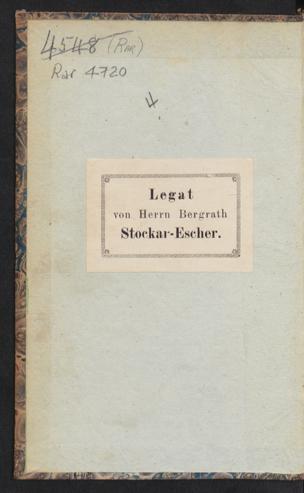 4548 (Rar)
Rar 4720
4.
Legat
von Herrn Bergrath
Stockar-Escher.